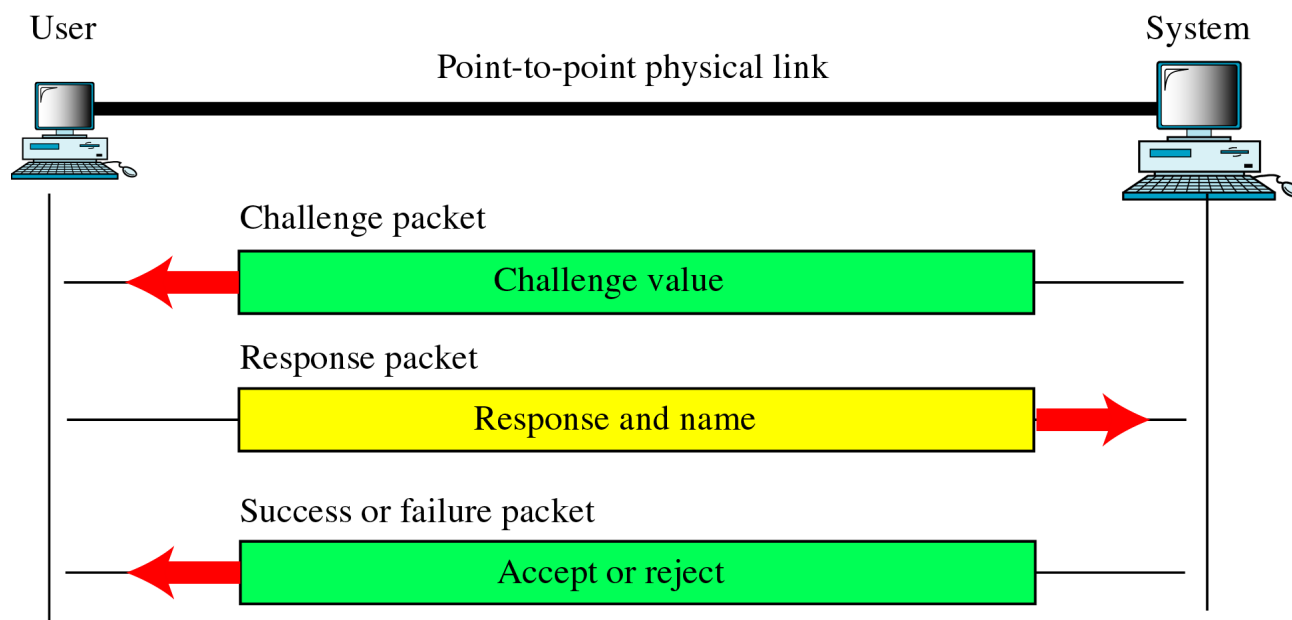 User
System
Point-to-point physical link
Challenge packet
Challenge value
Response packet
Response and name
Success or failure packet
Accept or reject